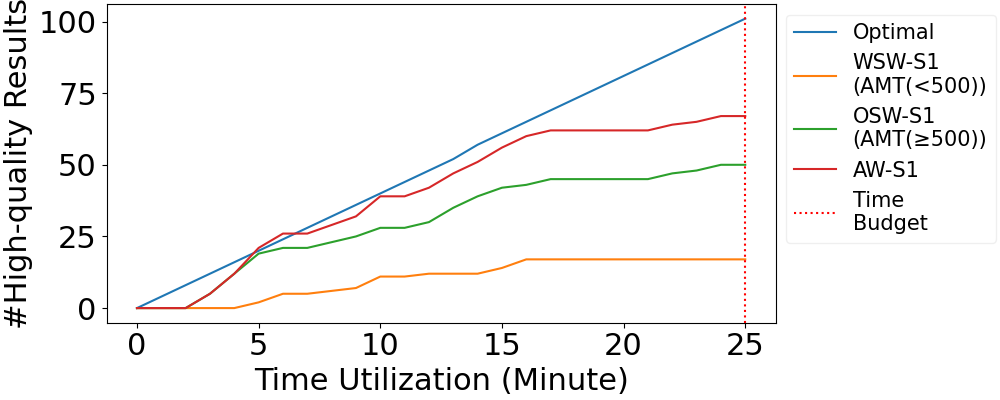 #High-quality Results
100
75
50
25
0
0 5 10 15 20 25
Time Utilization (Minute)
Optimal
WSW-S1
(AMT(<500))
OSW-S1
(AMT(≥500))
AW-S1
Time
Budget